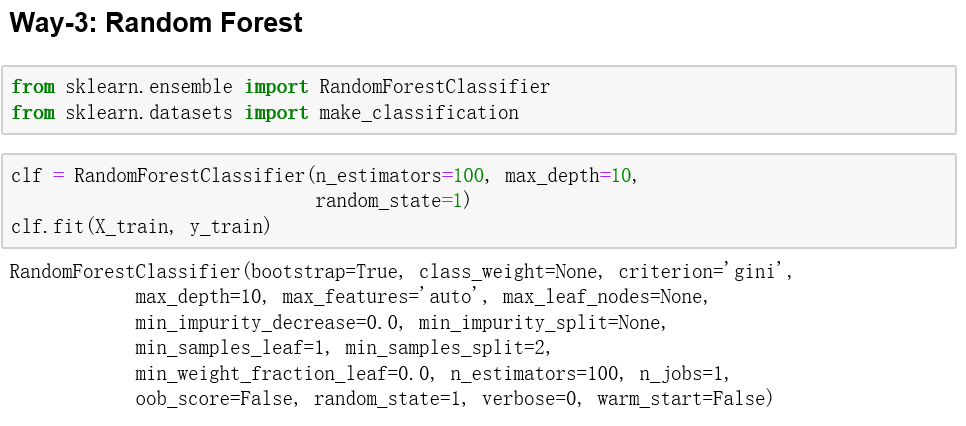 Way-3: Random Forest
from sklearn.ensemble import RandomForestClassifier
from sklearn.datasets import make_classification
clf = RandomForestClassifier(n_estimators=100, max_depth=10,
                             random_state=1)
clf.fit(X_train, y_train)
RandomForestClassifier(bootstrap=True, class_weight=None, criterion='gini',
            max_depth=10, max_features='auto', max_leaf_nodes=None,
            min_impurity_decrease=0.0, min_impurity_split=None,
            min_samples_leaf=1, min_samples_split=2,
            min_weight_fraction_leaf=0.0, n_estimators=100, n_jobs=1,
            oob_score=False, random_state=1, verbose=0, warm_start=False)